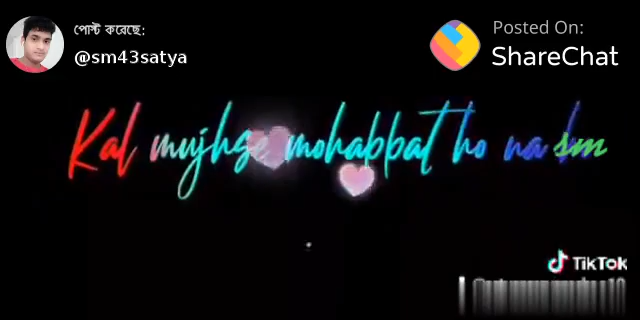 পোস্ট করেছে:
@sm43satya
Posted On:
ShareChat
Kal mujhse mohabbat ho na
sm
TikTok